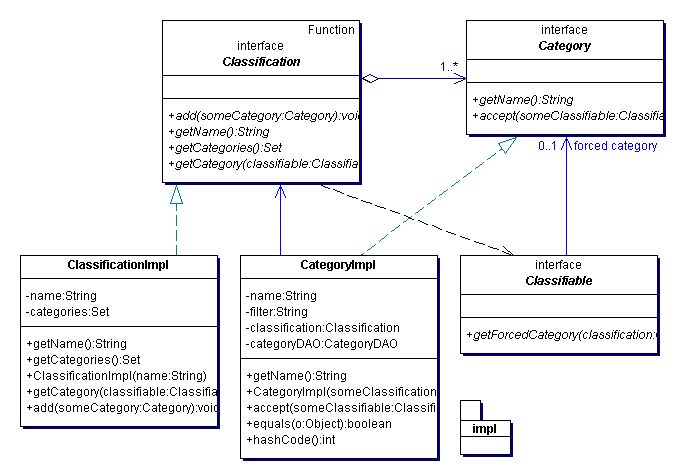 Function
interface
Classification
+add(someCategory:Category):void
+getName():String
+getCategories():Set
+getCategory(classifiable:Classifia
1..*
interface
Category
+getName():String
+accept(someClassifiable:Classifia
0..1
forced category
ClassificationImpl
-name:String
-categories:Set
+getName():String
+getCategories():Set
+ClassificationImpl(name:String)
+getCategory(classifiable:Classifia
+add(someCategory:Category):void
CategoryImpl
-name:String
-filter:String
-classification:Classification
-categoryDAO:CategoryDAO
+getName():String
+CategoryImpl(someClassification
+accept(someClassifiable:Classifi
+equals(o:Object):boolean
+hashCode():int
interface
Classifiable
+getForcedCategory(classification:
impl